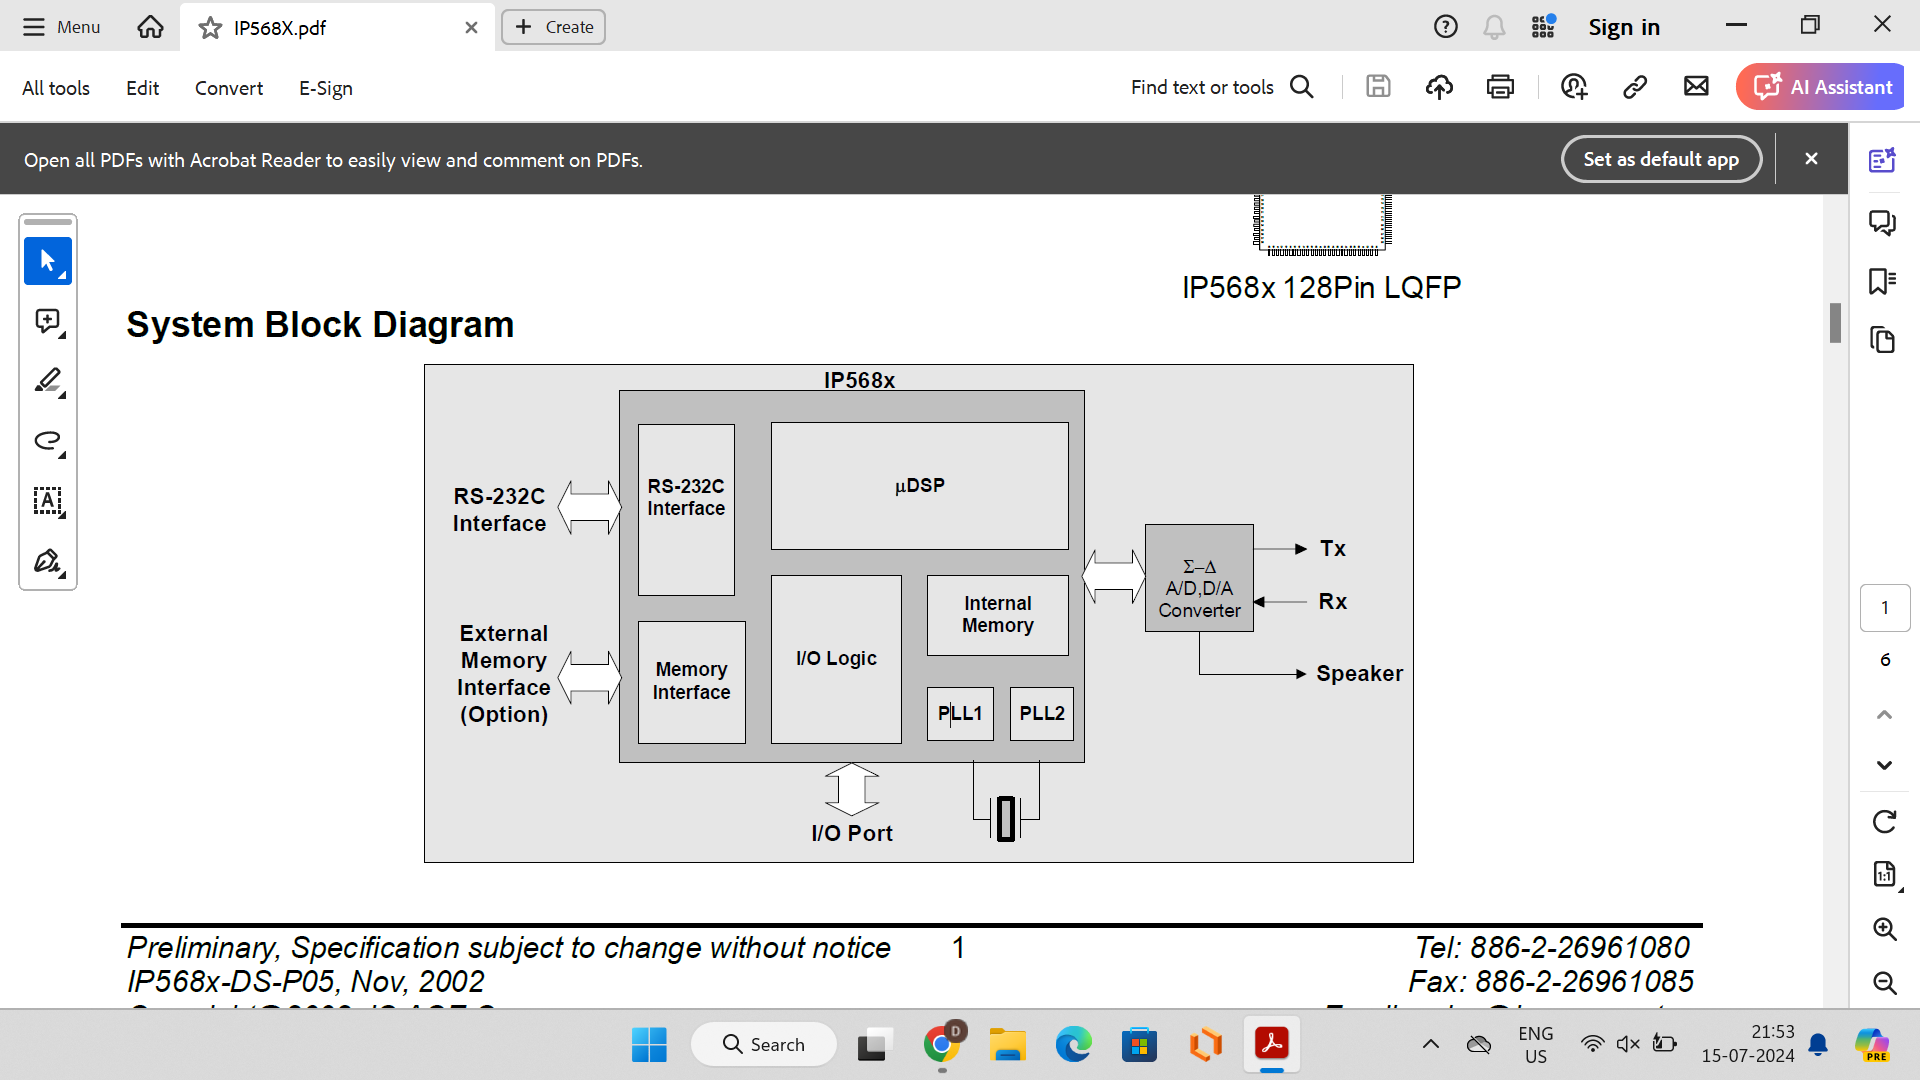 Menu
IP568X.pdf
Create
Sign in
All tools
Edit
Convert
E-Sign
Find text or tools
AI Assistant
Open all PDFs with Acrobat Reader to easily view and comment on PDFs.
Set as default app
IP568x 128Pin LQFP
System Block Diagram
IP568x
RS-232C
Interface
RS-232C
Interface
µDSP
Σ–Δ
A/D,D/A
Converter
Tx
Rx
Speaker
External
Memory
Interface
(Option)
Memory
Interface
I/O Logic
Internal
Memory
PLL1
PLL2
I/O Port
1
6
Preliminary, Specification subject to change without notice
1
Tel: 886-2-26961080
IP568x-DS-P05, Nov, 2002
Fax: 886-2-26961085
Search
D
ENG
US
21:53
15-07-2024
PRE